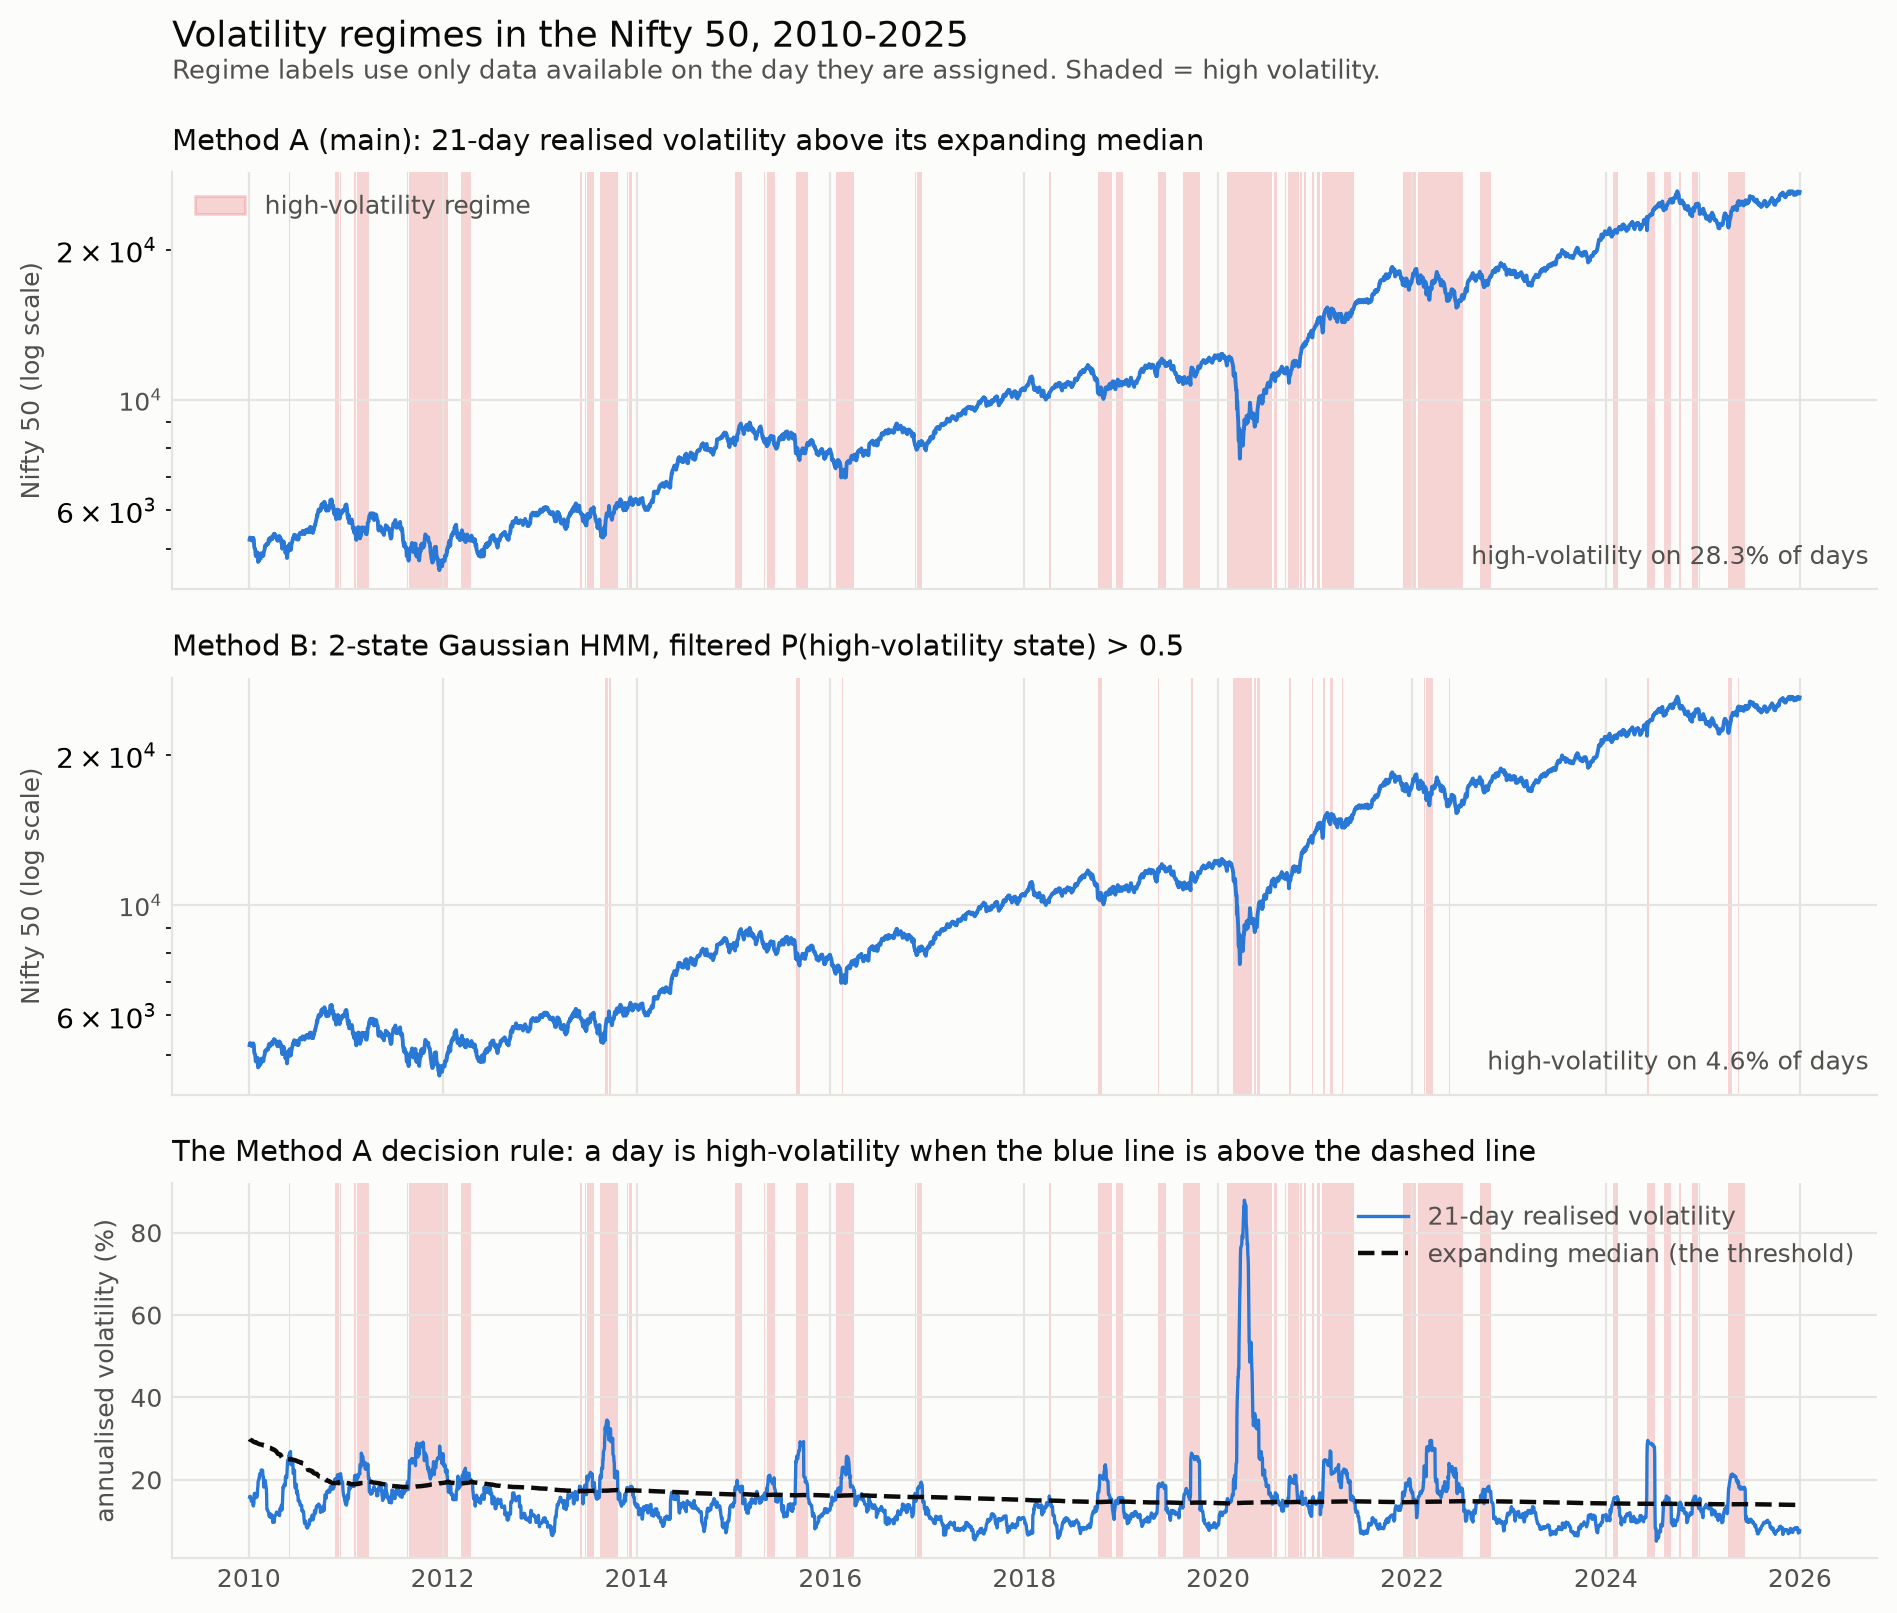 Volatility regimes in the Nifty 50, 2010-2025
Regime labels use only data available on the day they are assigned. Shaded = high volatility.
Method A (main): 21-day realised volatility above its expanding median
high-volatility regime
Nifty 50 (log scale)
2 × 10⁴
10⁴
6 × 10³
high-volatility on 28.3% of days
Method B: 2-state Gaussian HMM, filtered P(high-volatility state) > 0.5
Nifty 50 (log scale)
2 × 10⁴
10⁴
6 × 10³
high-volatility on 4.6% of days
The Method A decision rule: a day is high-volatility when the blue line is above the dashed line
21-day realised volatility
expanding median (the threshold)
annualised volatility (%)
80
60
40
20
2010 2012 2014 2016 2018 2020 2022 2024 2026